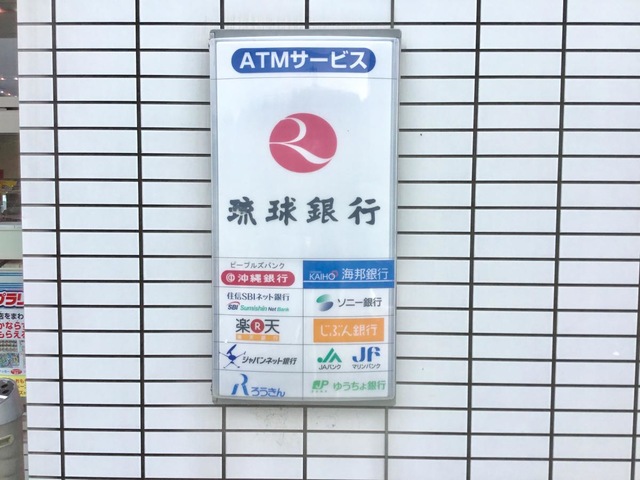 ATMサービス
琉球銀行
ピープルズバンク
沖縄銀行
KAIHO 海邦銀行
住信SBIネット銀行
SBI Sumishin Net Bank
ソニー銀行
楽R天
じぶん銀行
ジャパンネット銀行
JA JF
JAバンク マリンバンク
Rろうきん
JP ゆうちょ銀行